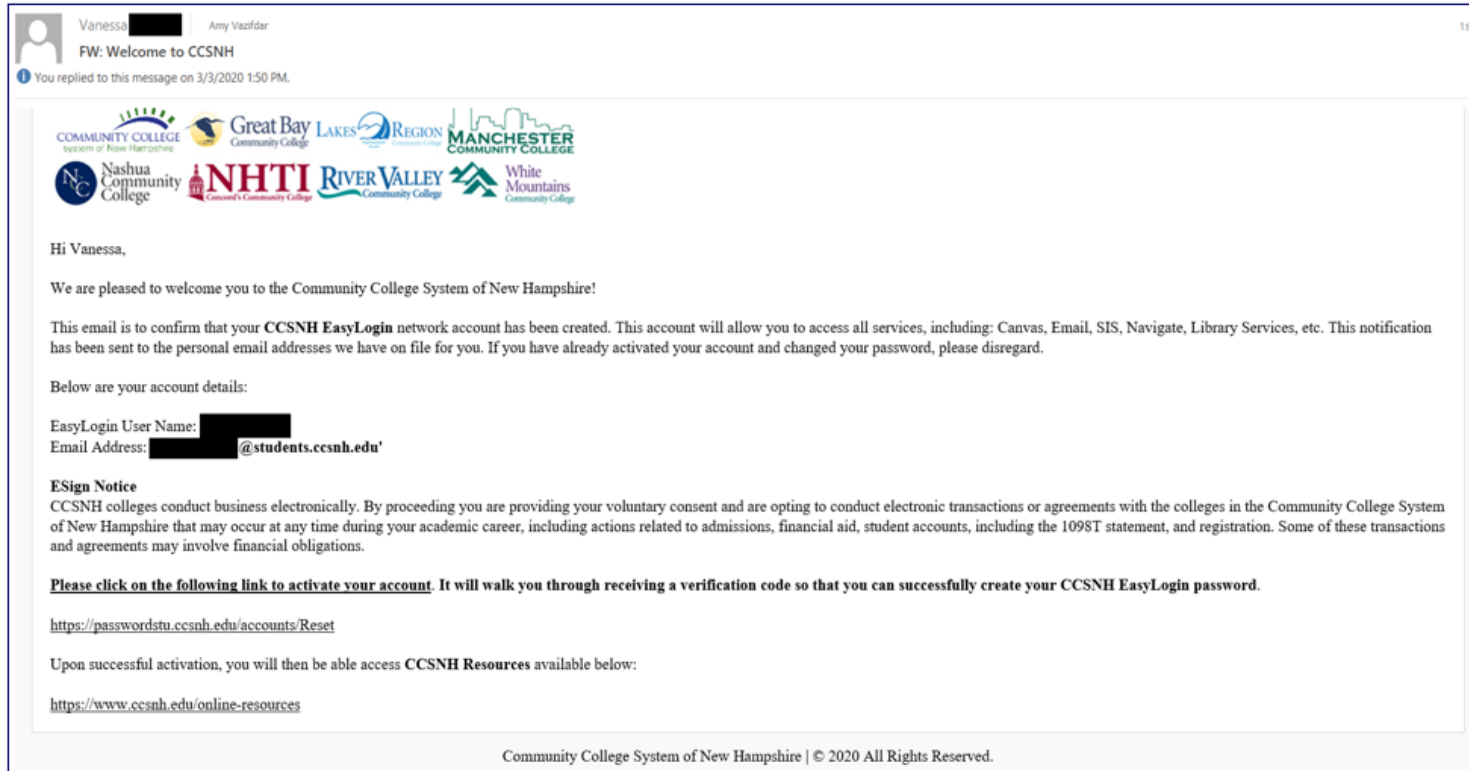 Vanessa Amy Vazifdar
FW: Welcome to CCSNH
You replied to this message on 3/3/2020 1:50 PM.
COMMUNITY COLLEGE
system of New Hampshire
Great Bay
Community College
LAKES REGION
Community College
MANCHESTER
COMMUNITY COLLEGE
NCC
Nashua
Community
College
NHTI
Concord's Community College
RIVER VALLEY
Community College
White
Mountains
Community College
Hi Vanessa,
We are pleased to welcome you to the Community College System of New Hampshire!
This email is to confirm that your CCSNH EasyLogin network account has been created. This account will allow you to access all services, including: Canvas, Email, SIS, Navigate, Library Services, etc. This notification
has been sent to the personal email addresses we have on file for you. If you have already activated your account and changed your password, please disregard.
Below are your account details:
EasyLogin User Name:
Email Address: @students.ccsnh.edu'
ESign Notice
CCSNH colleges conduct business electronically. By proceeding you are providing your voluntary consent and are opting to conduct electronic transactions or agreements with the colleges in the Community College System
of New Hampshire that may occur at any time during your academic career, including actions related to admissions, financial aid, student accounts, including the 1098T statement, and registration. Some of these transactions
and agreements may involve financial obligations.
Please click on the following link to activate your account. It will walk you through receiving a verification code so that you can successfully create your CCSNH EasyLogin password.
https://passwordstu.ccsnh.edu/accounts/Reset
Upon successful activation, you will then be able access CCSNH Resources available below:
https://www.ccsnh.edu/online-resources
Community College System of New Hampshire | © 2020 All Rights Reserved.